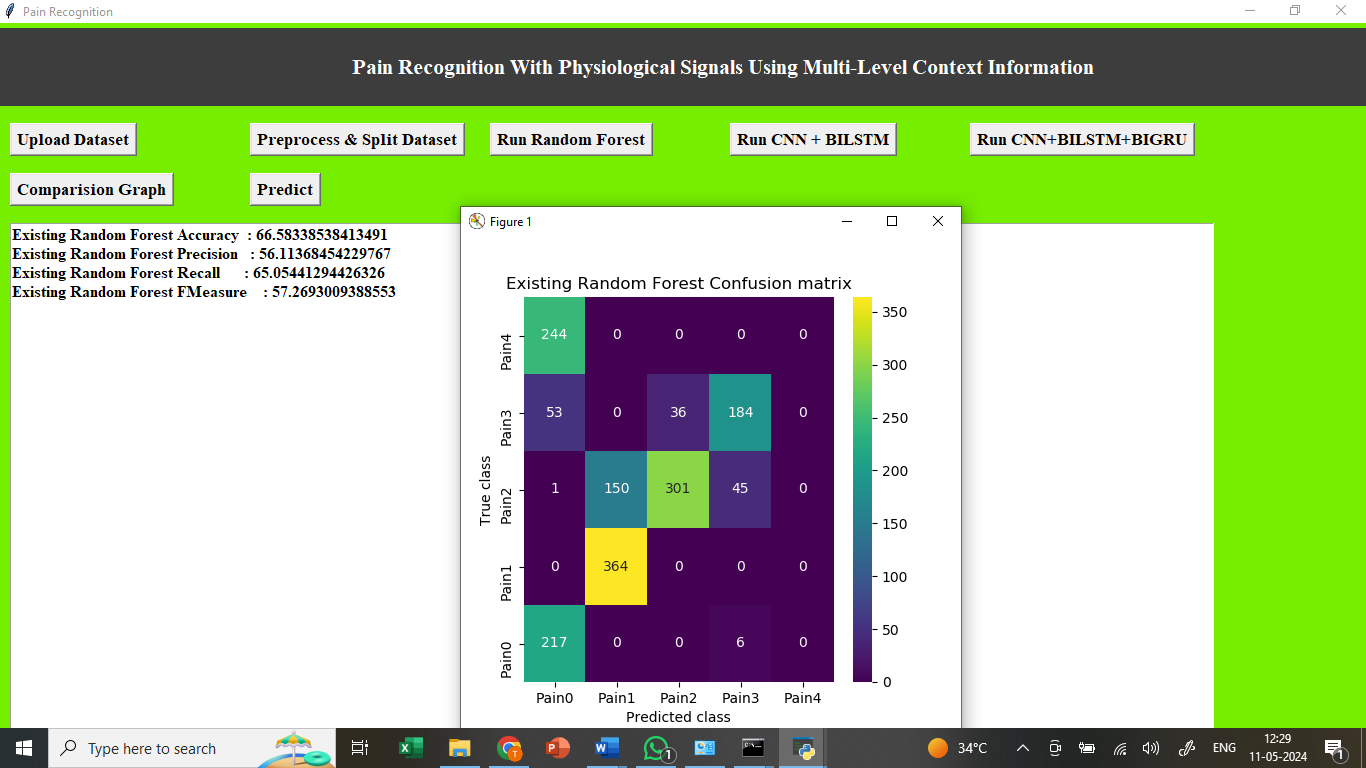 Pain Recognition
Pain Recognition With Physiological Signals Using Multi-Level Context Information
Upload Dataset
Preprocess & Split Dataset
Run Random Forest
Run CNN + BILSTM
Run CNN+BILSTM+BIGRU
Comparision Graph
Predict
Existing Random Forest Accuracy : 66.58338538413491
Existing Random Forest Precision : 56.11368454229767
Existing Random Forest Recall : 65.05441294426326
Existing Random Forest FMeasure : 57.2693009388553
Figure 1
Existing Random Forest Confusion matrix
True class
Pain4 244 0 0 0 0
Pain3 53 0 36 184 0
Pain2 1 150 301 45 0
Pain1 0 364 0 0 0
Pain0 217 0 0 6 0
Pain0 Pain1 Pain2 Pain3 Pain4
Predicted class
350
300
250
200
150
100
50
0
Type here to search
1
34°C
ENG
12:29
11-05-2024
1